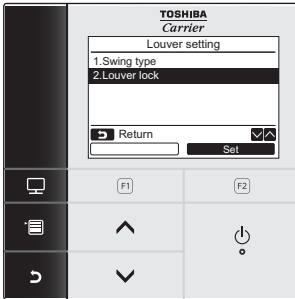 TOSHIBA
Carrier
Louver setting
1.Swing type
2.Louver lock
Return
Set
F1
F2